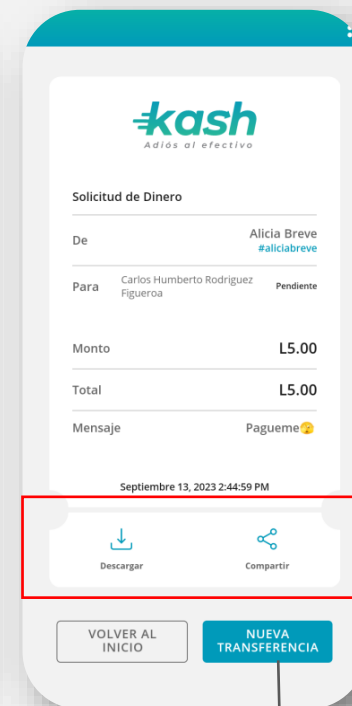 kash
Adiós al efectivo
Solicitud de Dinero
De Alicia Breve
#aliciabreve
Para Carlos Humberto Rodriguez Figueroa Pendiente
Monto L5.00
Total L5.00
Mensaje Pagueme🫣
Septiembre 13, 2023 2:44:59 PM
Descargar Compartir
VOLVER AL INICIO
NUEVA TRANSFERENCIA